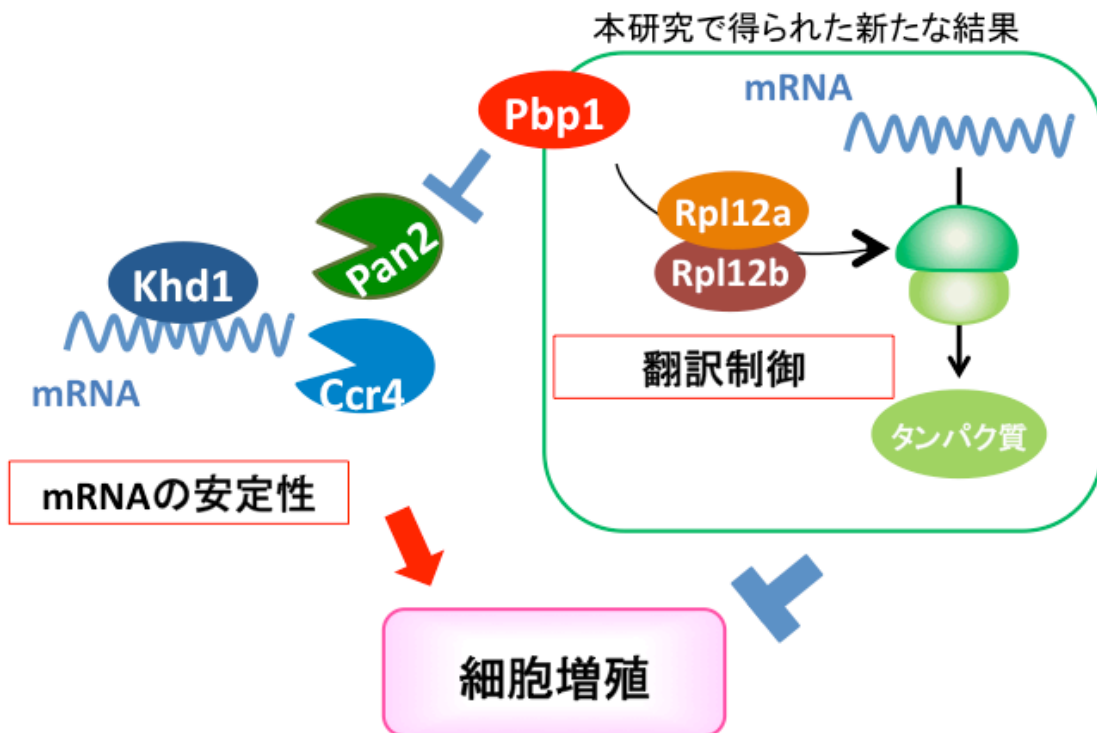 本研究で得られた新たな結果
Pbp1
mRNA
Rpl12a
Rpl12b
Pan2
Khd1
mRNA
Ccr4
翻訳制御
タンパク質
mRNAの安定性
細胞増殖